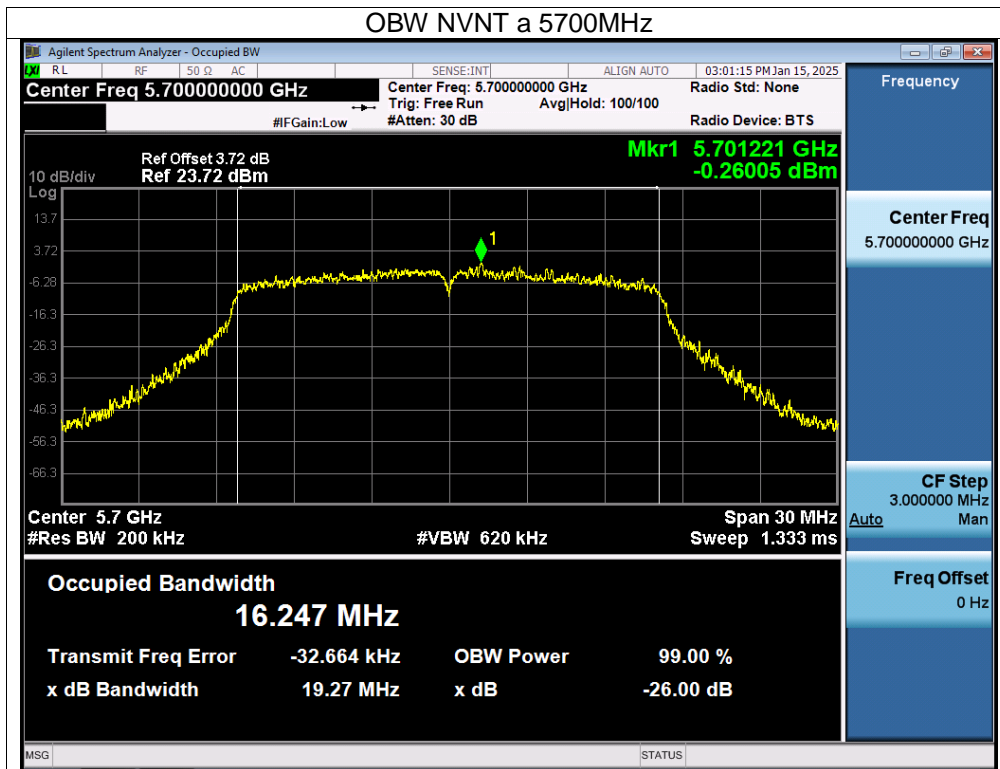 OBW NVNT a 5700MHz
Agilent Spectrum Analyzer - Occupied BW
LXI RL RF 50 Ω AC SENSE:INT ALIGN AUTO 03:01:15 PM Jan 15, 2025
Center Freq 5.700000000 GHz
Center Freq: 5.700000000 GHz
Radio Std: None
Trig: Free Run Avg|Hold: 100/100
#IFGain:Low #Atten: 30 dB Radio Device: BTS
Frequency
Mkr1 5.701221 GHz
-0.26005 dBm
Ref Offset 3.72 dB
10 dB/div Ref 23.72 dBm
Log
13.7
3.72
-6.28
-16.3
-26.3
-36.3
-46.3
-56.3
-66.3
1
Center 5.7 GHz Span 30 MHz
#Res BW 200 kHz #VBW 620 kHz Sweep 1.333 ms
Center Freq
5.700000000 GHz
CF Step
3.000000 MHz
Auto Man
Freq Offset
0 Hz
Occupied Bandwidth
16.247 MHz
Transmit Freq Error -32.664 kHz OBW Power 99.00 %
x dB Bandwidth 19.27 MHz x dB -26.00 dB
MSG STATUS